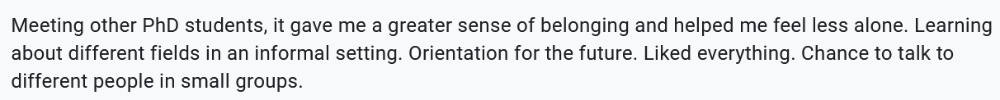 Meeting other PhD students, it gave me a greater sense of belonging and helped me feel less alone. Learning
about different fields in an informal setting. Orientation for the future. Liked everything. Chance to talk to
different people in small groups.